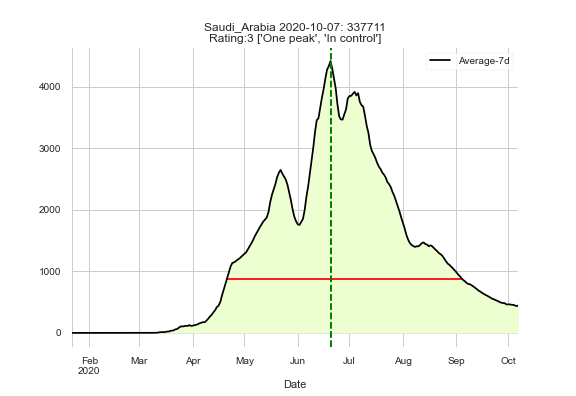 Saudi_Arabia 2020-10-07: 337711
Rating:3 ['One peak', 'In control']
Average-7d
4000
3000
2000
1000
0
Feb Mar Apr May Jun Jul Aug Sep Oct
2020
Date